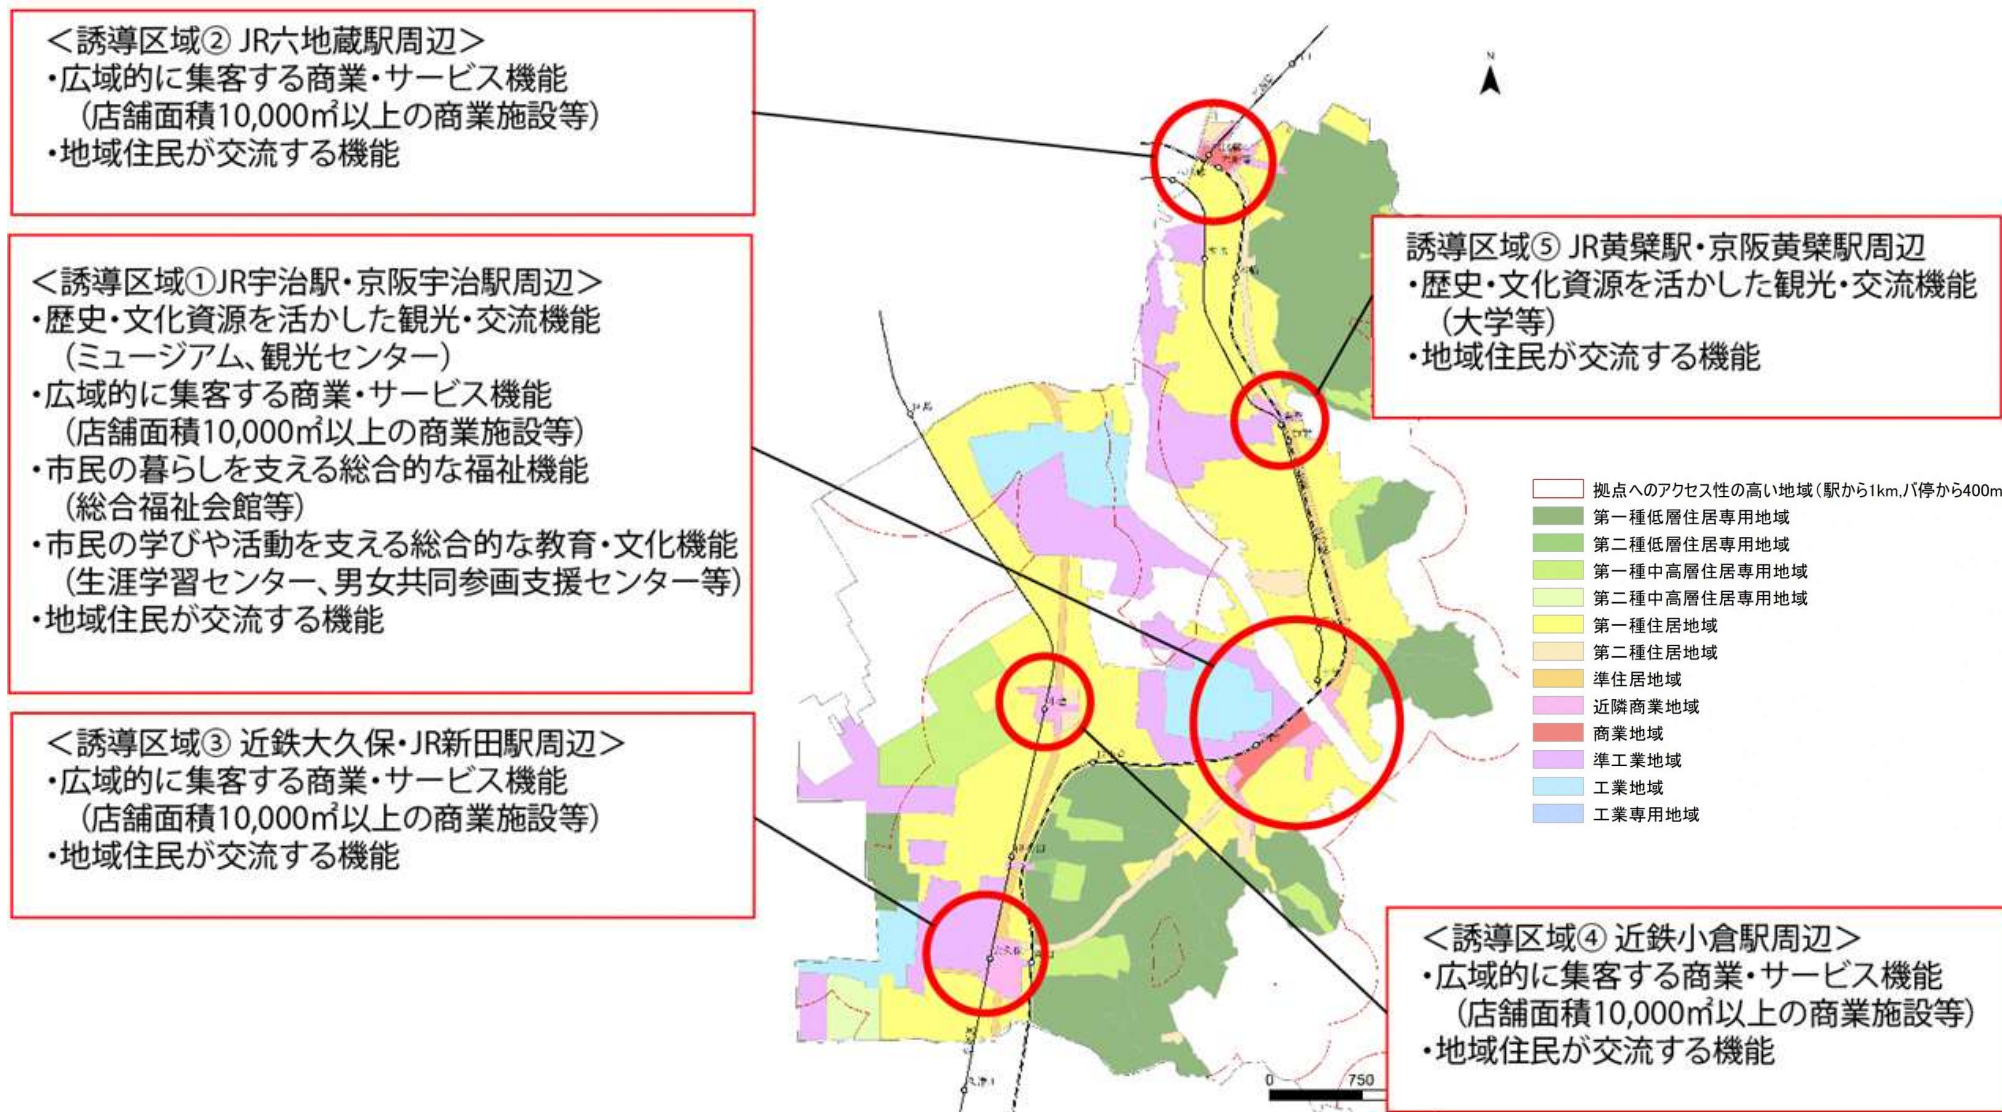 ＜誘導区域② JR六地蔵駅周辺＞
・広域的に集客する商業・サービス機能
（店舗面積10,000㎡以上の商業施設等）
・地域住民が交流する機能
＜誘導区域①JR宇治駅・京阪宇治駅周辺＞
・歴史・文化資源を活かした観光・交流機能
（ミュージアム、観光センター）
・広域的に集客する商業・サービス機能
（店舗面積10,000㎡以上の商業施設等）
・市民の暮らしを支える総合的な福祉機能
（総合福祉会館等）
・市民の学びや活動を支える総合的な教育・文化機能
（生涯学習センター、男女共同参画支援センター等）
・地域住民が交流する機能
＜誘導区域③ 近鉄大久保・JR新田駅周辺＞
・広域的に集客する商業・サービス機能
（店舗面積10,000㎡以上の商業施設等）
・地域住民が交流する機能
N
誘導区域⑤ JR黄檗駅・京阪黄檗駅周辺
・歴史・文化資源を活かした観光・交流機能
（大学等）
・地域住民が交流する機能
拠点へのアクセス性の高い地域（駅から1km,バ停から400m
第一種低層住居専用地域
第二種低層住居専用地域
第一種中高層住居専用地域
第二種中高層住居専用地域
第一種住居地域
第二種住居地域
準住居地域
近隣商業地域
商業地域
準工業地域
工業地域
工業専用地域
＜誘導区域④ 近鉄小倉駅周辺＞
・広域的に集客する商業・サービス機能
（店舗面積10,000㎡以上の商業施設等）
・地域住民が交流する機能
0 750